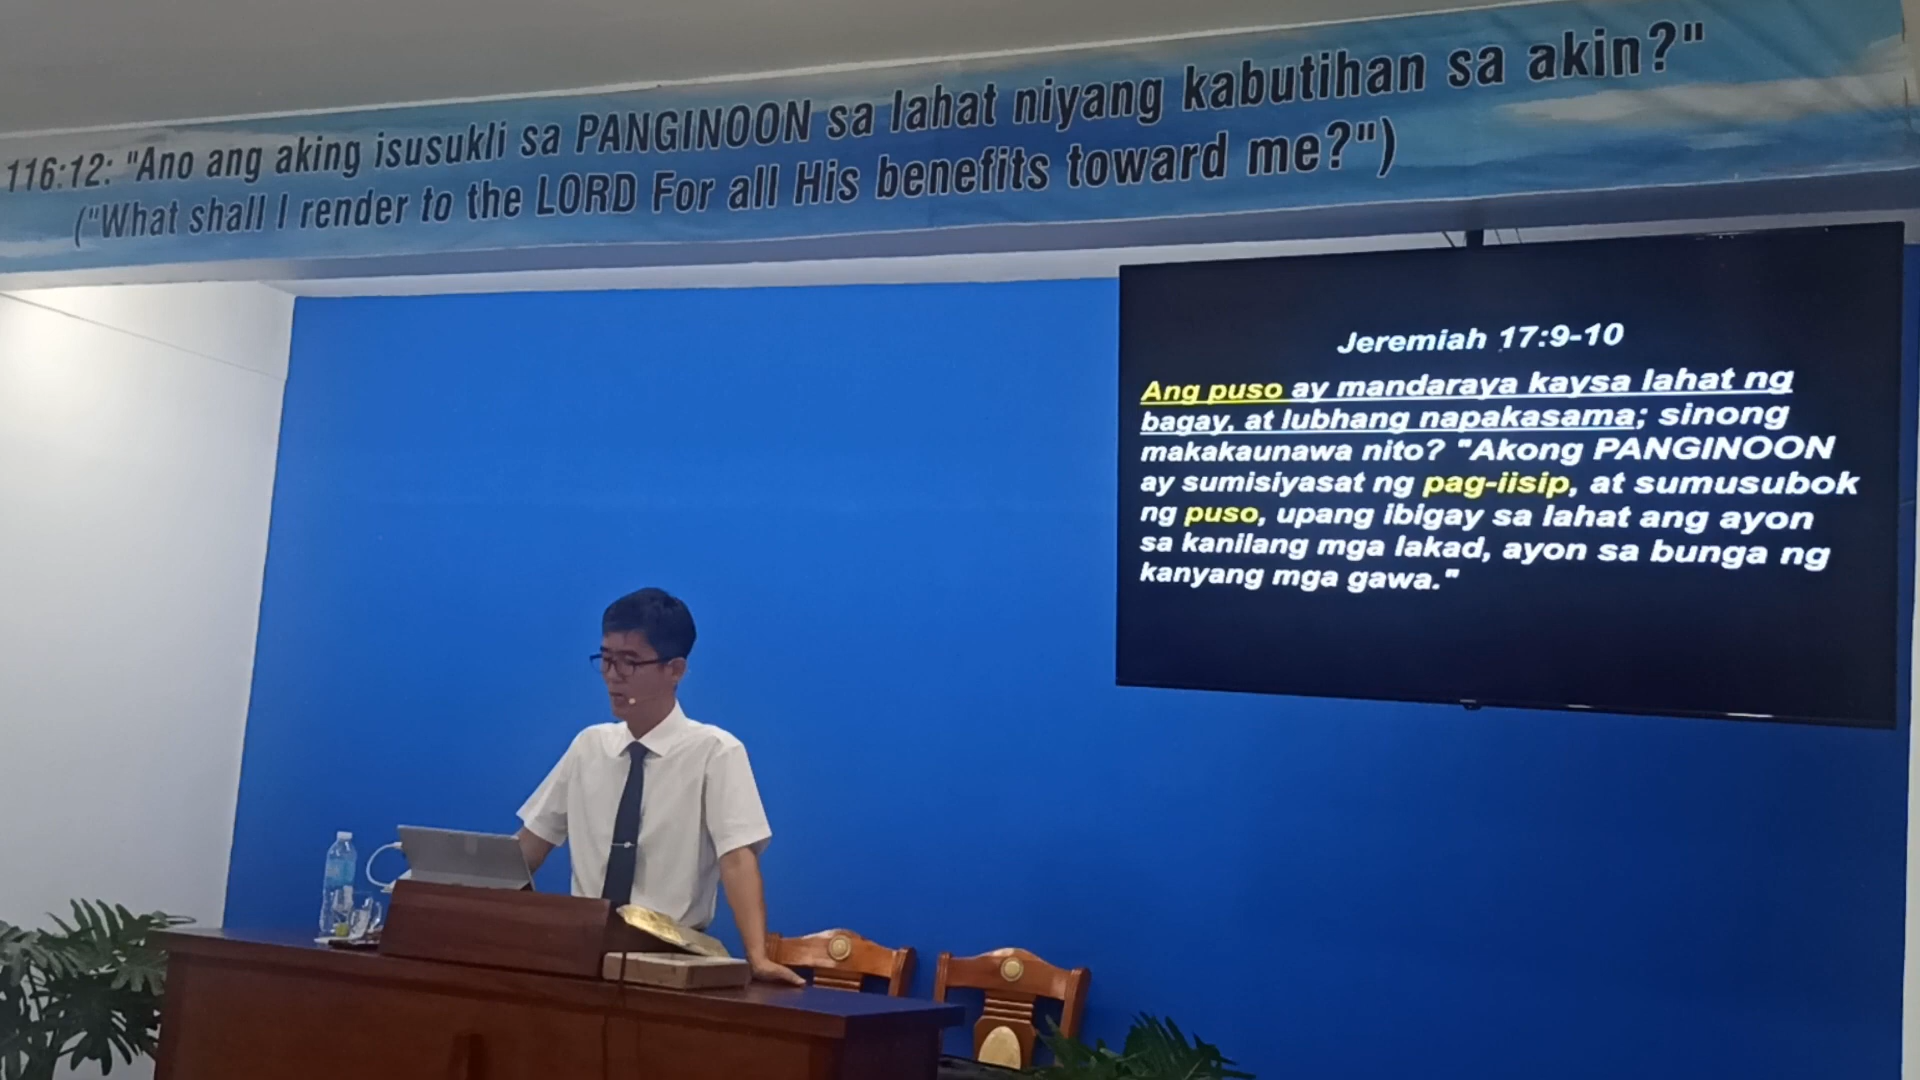 116:12: "Ano ang aking isusukli sa PANGINOON sa lahat niyang kabutihan sa akin?"
("What shall I render to the LORD For all His benefits toward me?")
Jeremiah 17:9-10
Ang puso ay mandaraya kaysa lahat ng
bagay, at lubhang napakasama; sinong
makakaunawa nito? "Akong PANGINOON
ay sumisiyasat ng pag-iisip, at sumusubok
ng puso, upang ibigay sa lahat ang ayon
sa kanilang mga lakad, ayon sa bunga ng
kanyang mga gawa."